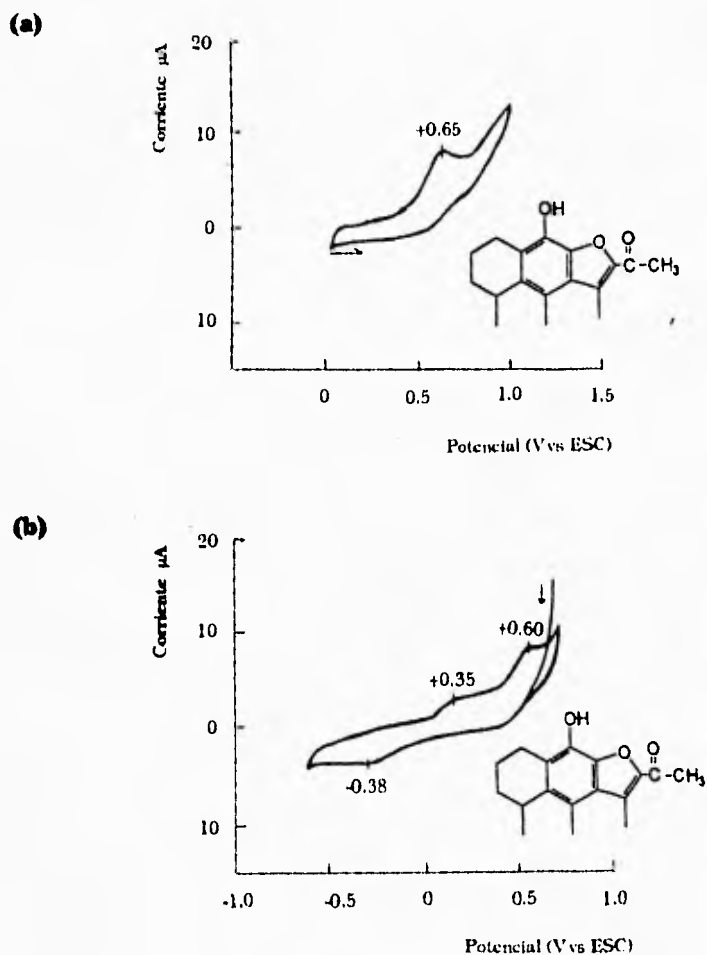 (a)
Corriente µA
20
10
0
10
+0.65
OH
O
O
C-CH3
0
0.5
1.0
1.5
Potencial (V vs ESC)
(b)
Corriente µA
20
10
0
10
+0.60
+0.35
-0.38
OH
O
O
C-CH3
-1.0
-0.5
0
0.5
1.0
Potencial (V vs ESC)